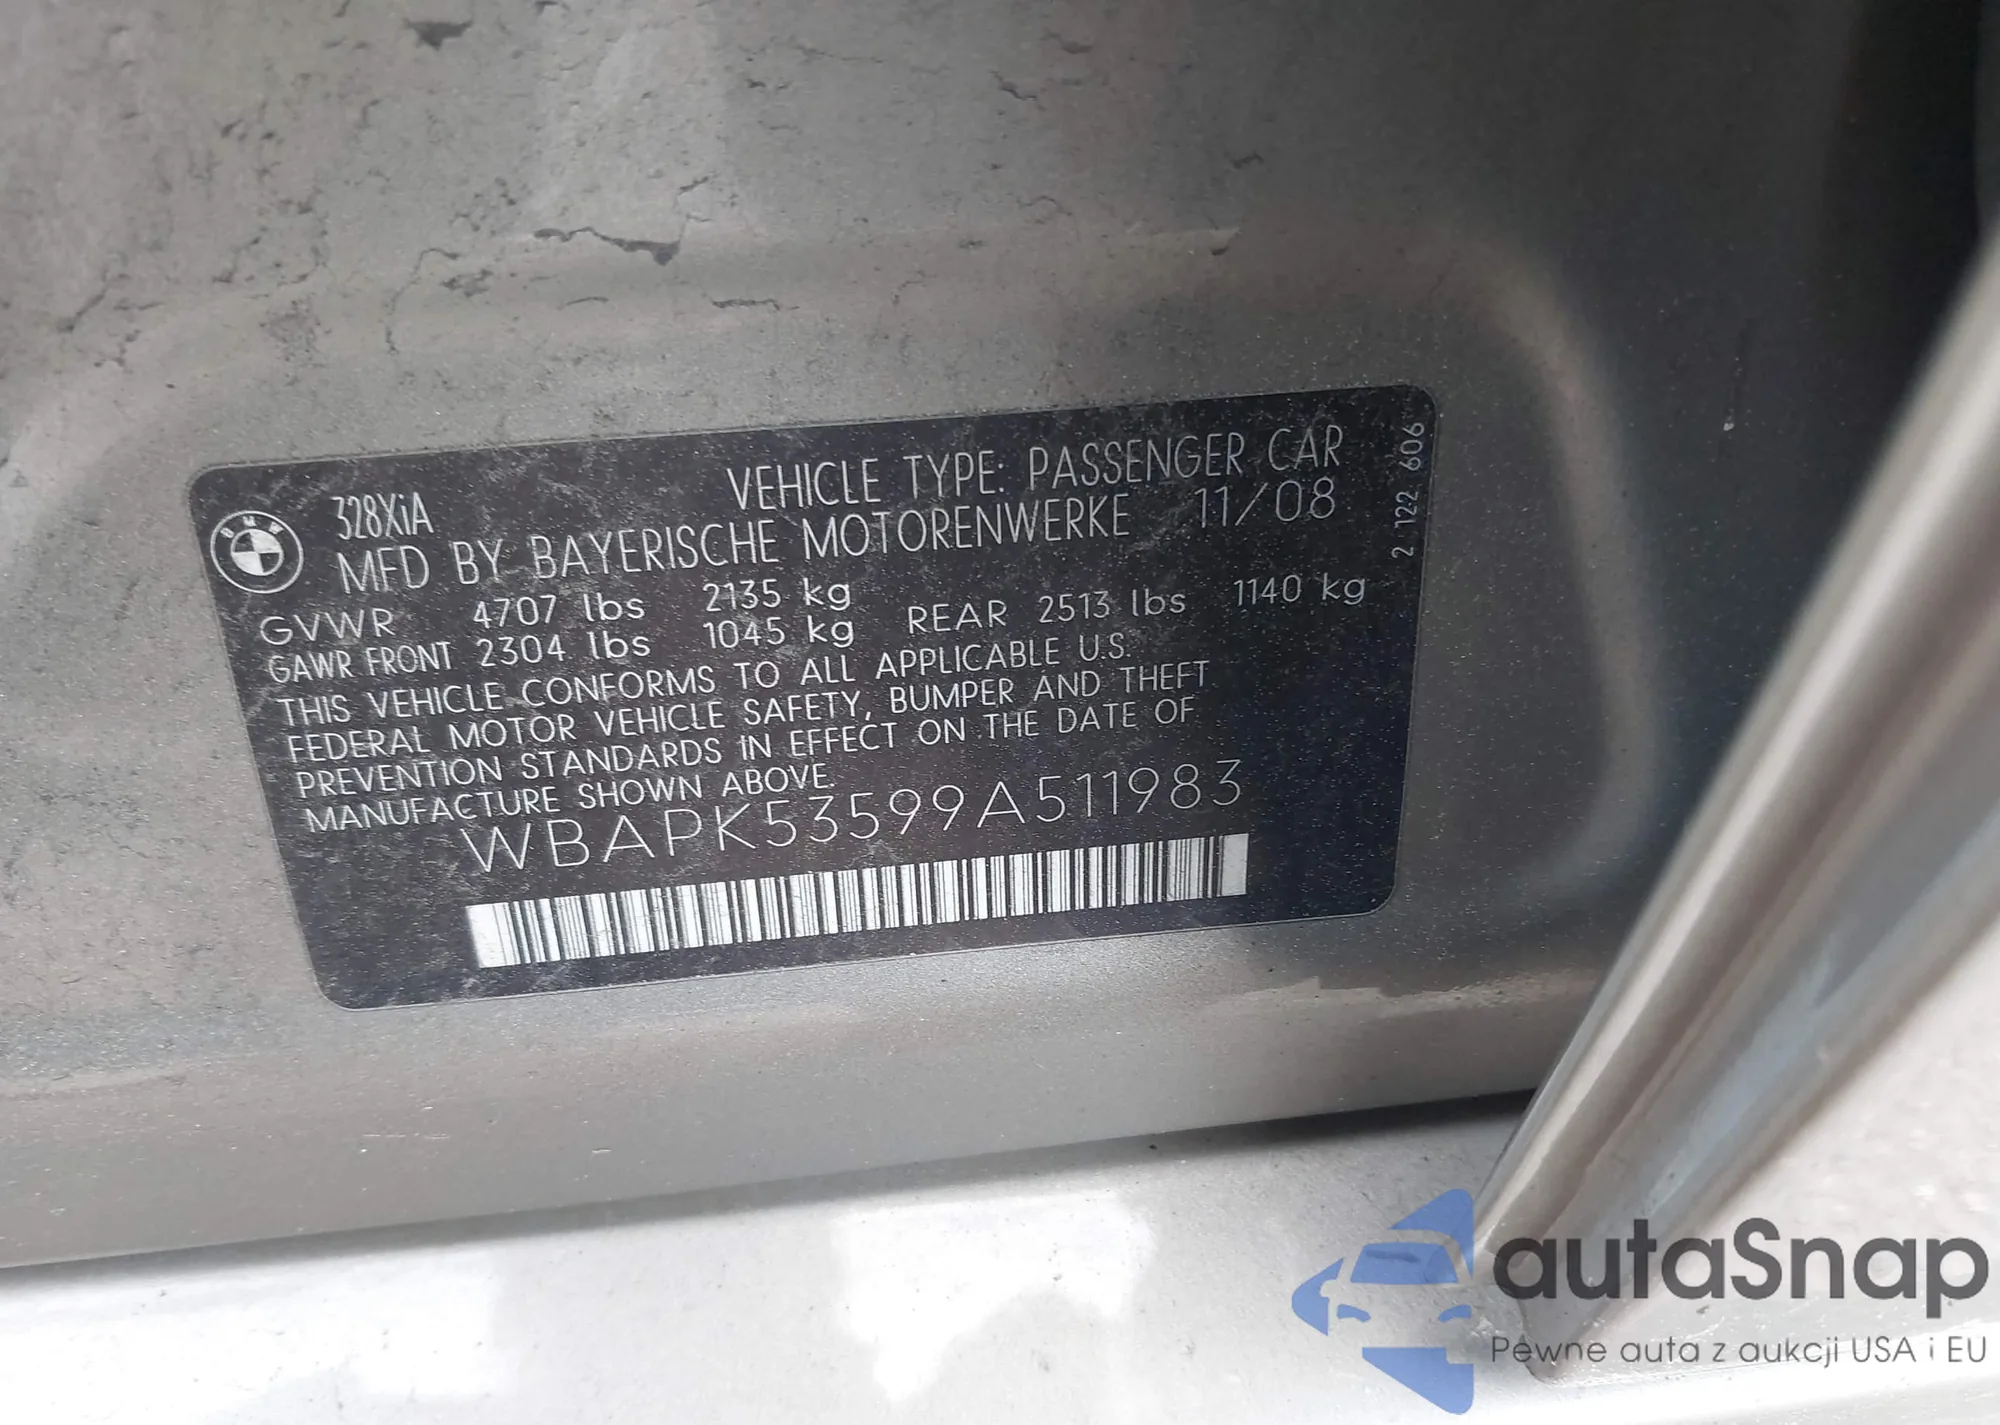 BMW
328XiA
VEHICLE TYPE: PASSENGER CAR
MFD BY BAYERISCHE MOTORENWERKE 11/08
GVWR 4707 lbs 2135 kg
GAWR FRONT 2304 lbs 1045 kg REAR 2513 lbs 1140 kg
THIS VEHICLE CONFORMS TO ALL APPLICABLE U.S.
FEDERAL MOTOR VEHICLE SAFETY, BUMPER AND THEFT
PREVENTION STANDARDS IN EFFECT ON THE DATE OF
MANUFACTURE SHOWN ABOVE.
WBAPK53599A511983
2 122 606
autaSnap
Pewne auta z aukcji USA i EU